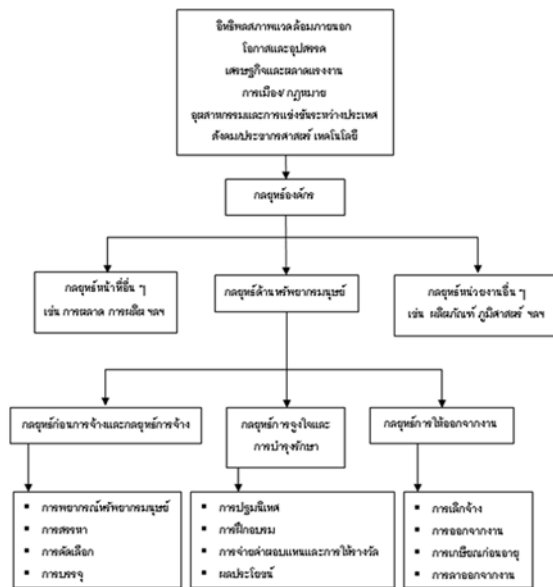 อิทธิพลสภาพแวดล้อมภายนอก
โอกาสและอุปสรรค
เศรษฐกิจและตลาดแรงงาน
การเมือง/ กฎหมาย
อุตสาหกรรมและการแข่งขันระหว่างประเทศ
สังคม/ประชากรศาสตร์ เทคโนโลยี
กลยุทธ์องค์กร
กลยุทธ์หน้าที่อื่น ๆ
เช่น การตลาด การผลิต ฯลฯ
กลยุทธ์ด้านทรัพยากรมนุษย์
กลยุทธ์หน่วยงานอื่น ๆ
เช่น ผลิตภัณฑ์ ภูมิศาสตร์ ฯลฯ
กลยุทธ์ก่อนการจ้างและกลยุทธ์การจ้าง
กลยุทธ์การจูงใจและ
การบำรุงรักษา
กลยุทธ์การให้ออกจากงาน
▪ การพยากรณ์ทรัพยากรมนุษย์
▪ การสรรหา
▪ การคัดเลือก
▪ การบรรจุ
▪ การปฐมนิเทศ
▪ การฝึกอบรม
▪ การจ่ายค่าตอบแทนและการให้รางวัล
▪ ผลประโยชน์
▪ การเลิกจ้าง
▪ การออกจากงาน
▪ การเกษียณก่อนอายุ
▪ การลาออกจากงาน